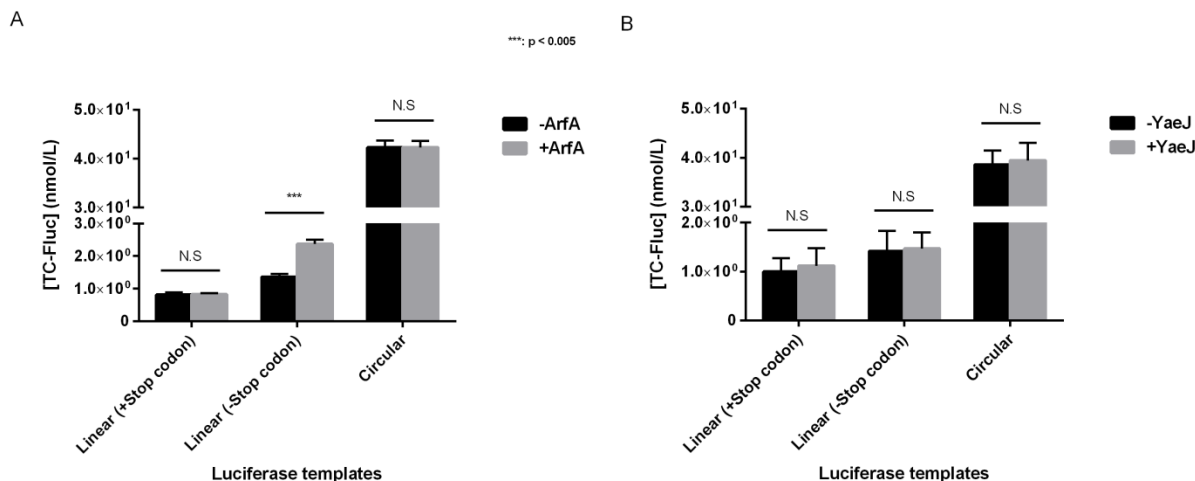 A
***: p < 0.005
[TC-Fluc] (nmol/L)
5.0×10¹
4.0×10¹
3.0×10¹
3.0×10⁰
2.0×10⁰
1.0×10⁰
0
N.S
***
N.S
-ArfA
+ArfA
Linear (+Stop codon)
Linear (-Stop codon)
Circular
Luciferase templates
B
[TC-Fluc] (nmol/L)
5.0×10¹
4.0×10¹
3.0×10¹
2.0×10⁰
1.0×10⁰
0
N.S
N.S
N.S
-YaeJ
+YaeJ
Linear (+Stop codon)
Linear (-Stop codon)
Circular
Luciferase templates